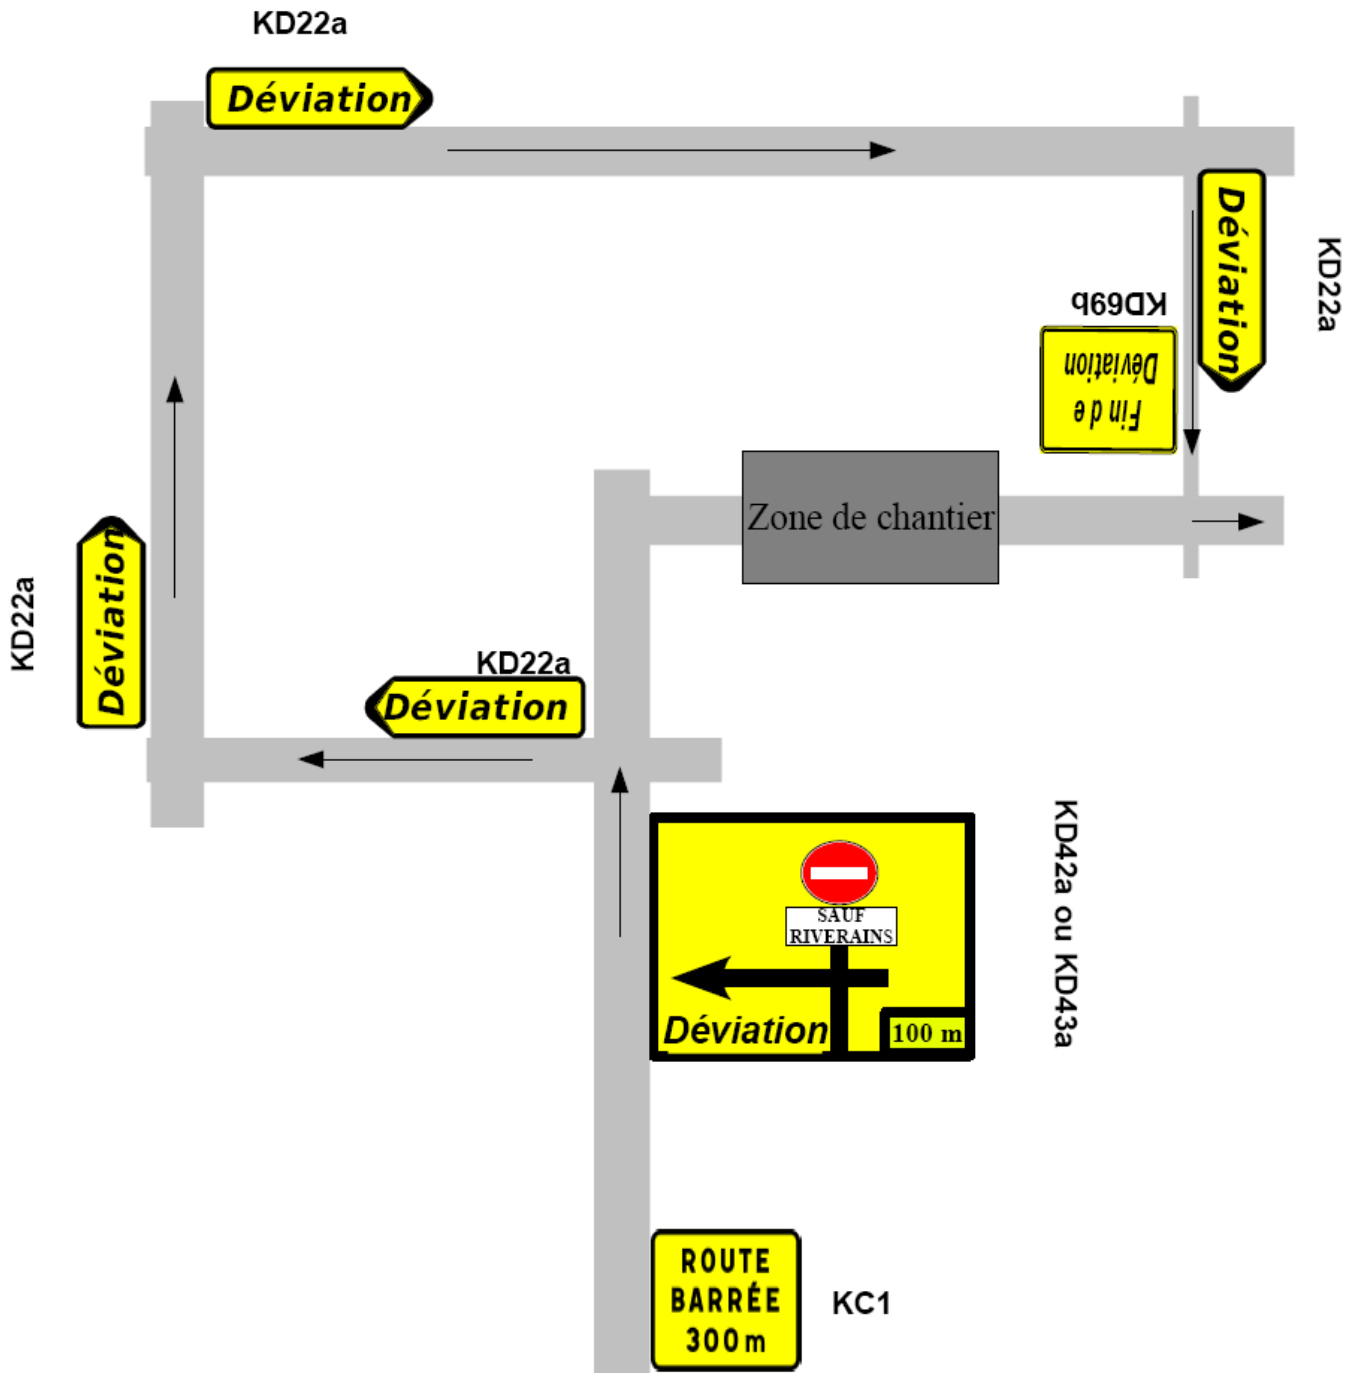 KD22a
Déviation
Déviation
KD22a
KD69b
Fin de
Déviation
Zone de chantier
Déviation
KD22a
KD22a
Déviation
SAUF
RIVERAINS
Déviation
100 m
KD42a ou KD43a
ROUTE
BARRÉE
300 m
KC1